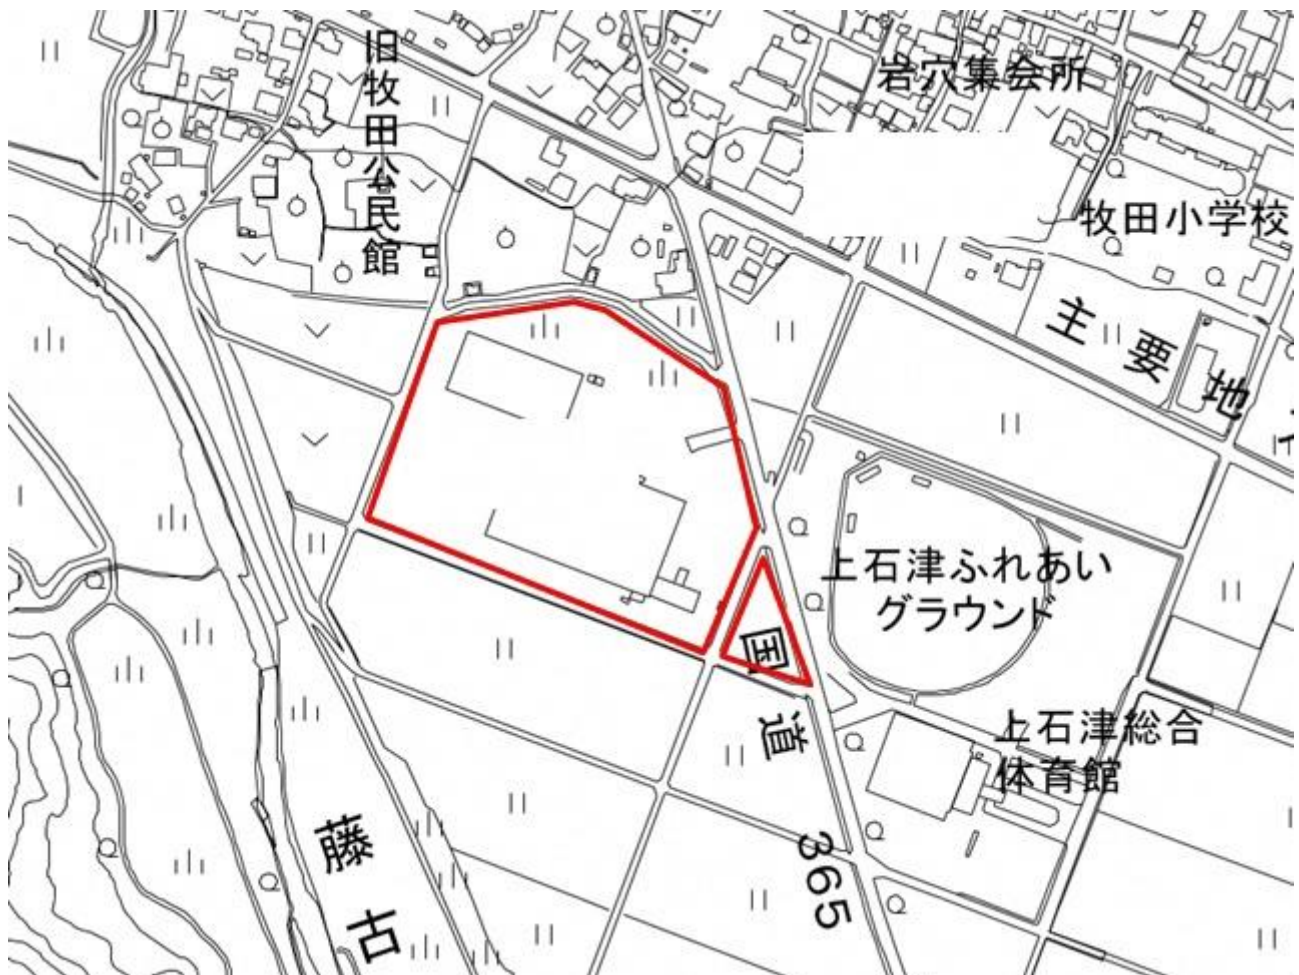 旧牧田公民館
岩穴集会所
牧田小学校
主要地
上石津ふれあい
グラウンド
国道
365
上石津総合
体育館
藤古